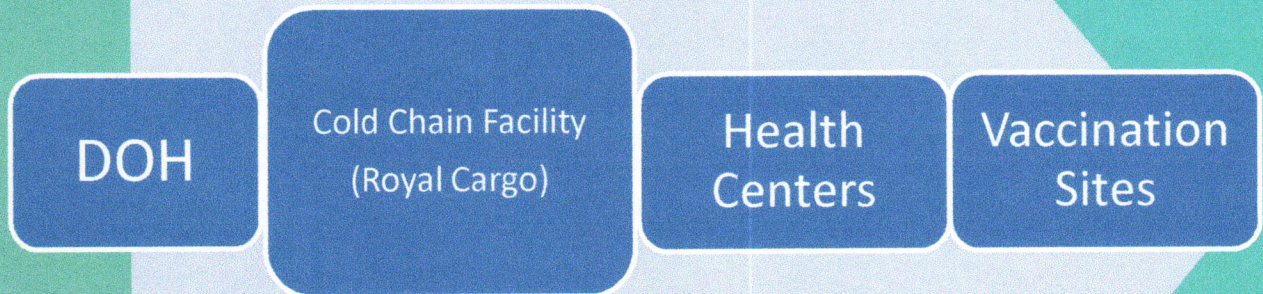 DOH
Cold Chain Facility
(Royal Cargo)
Health
Centers
Vaccination
Sites